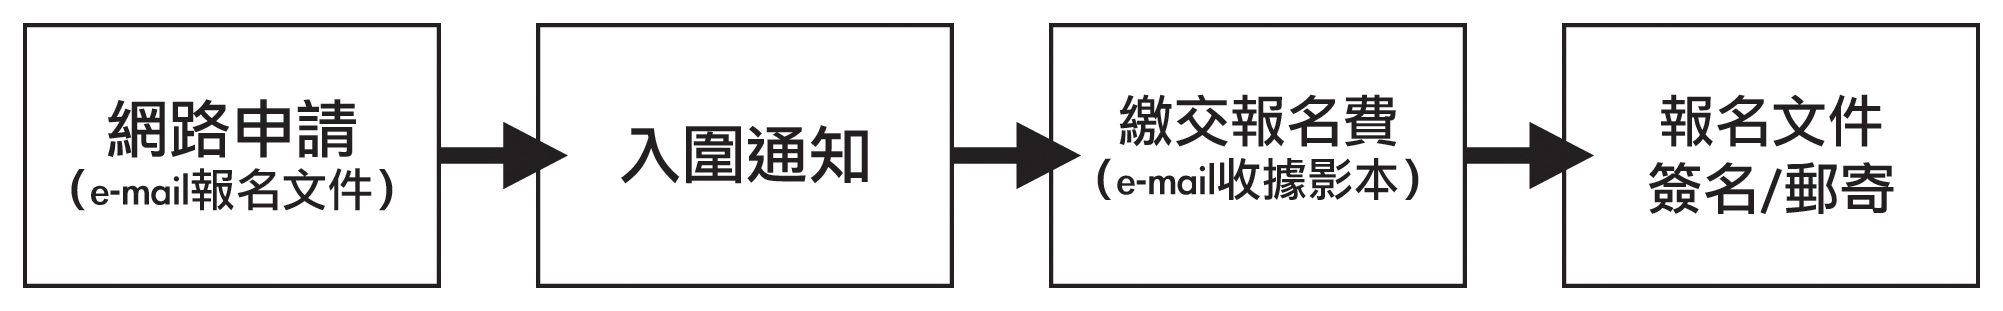 網路申請
（e-mail報名文件）
入圍通知
繳交報名費
（e-mail收據影本）
報名文件
簽名/郵寄